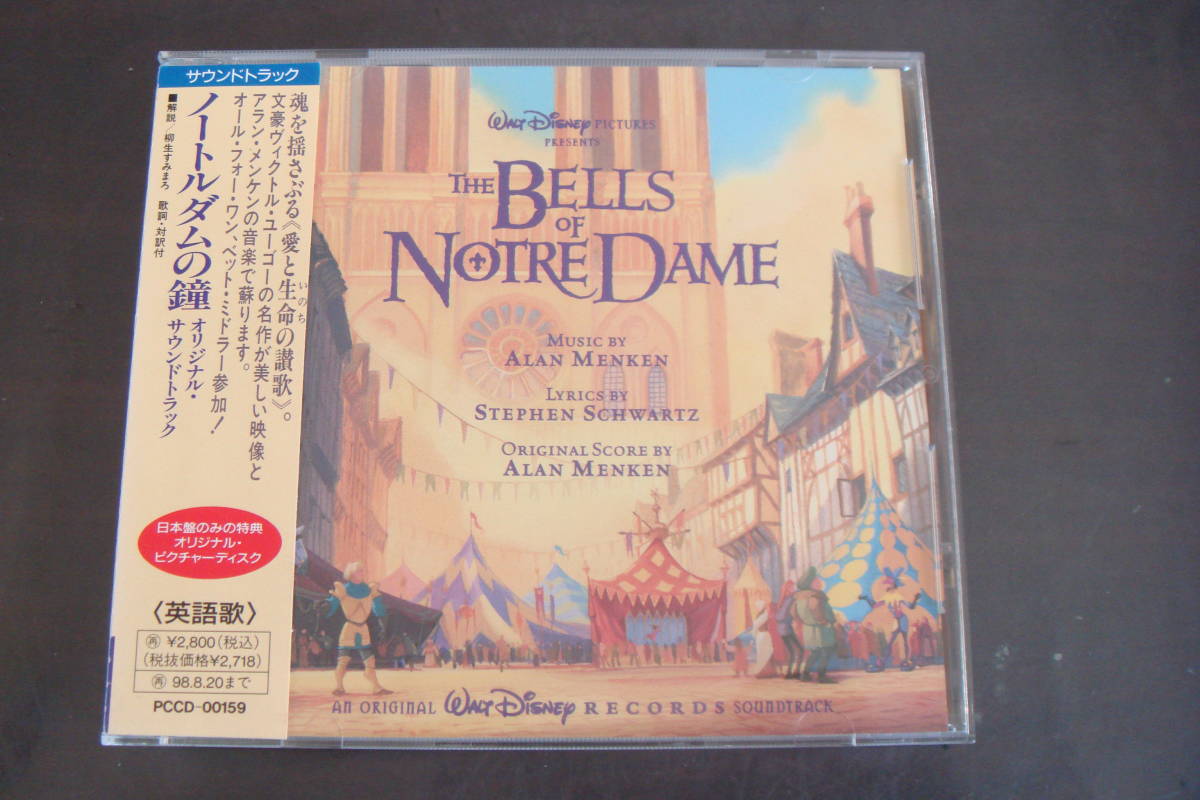 サウンドトラック
魂を揺さぶる《愛と生命の讃歌》。
いのち
文豪ヴィクトル・ユーゴーの名作が美しい映像と
アラン・メンケンの音楽で蘇ります。
オール・フォー・ワン、ベット・ミドラー参加!
ノートルダムの鐘
オリジナル・
サウンドトラック
■解説/柳生すみまろ 歌詞・対訳付
日本盤のみの特典
オリジナル・
ピクチャーディスク
〈英語歌〉
再 ¥2,800(税込)
(税抜価格¥2,718)
再 98.8.20まで
PCCD-00159
WALT DISNEY PICTURES
PRESENTS
THE BELLS
OF
NOTRE DAME
MUSIC BY
ALAN MENKEN
LYRICS BY
STEPHEN SCHWARTZ
ORIGINAL SCORE BY
ALAN MENKEN
AN ORIGINAL WALT DISNEY RECORDS SOUNDTRACK